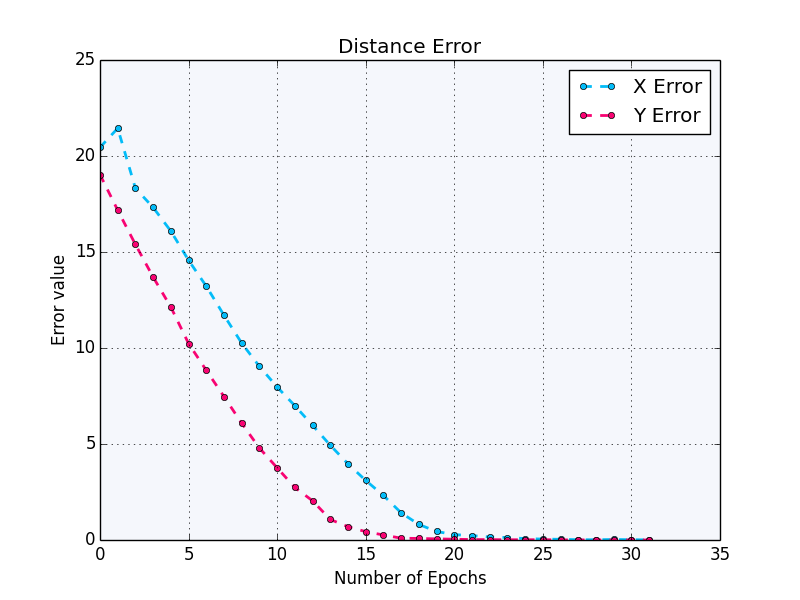 Distance Error
25
20
15
10
5
0
Error value
X Error
Y Error
0 5 10 15 20 25 30 35
Number of Epochs